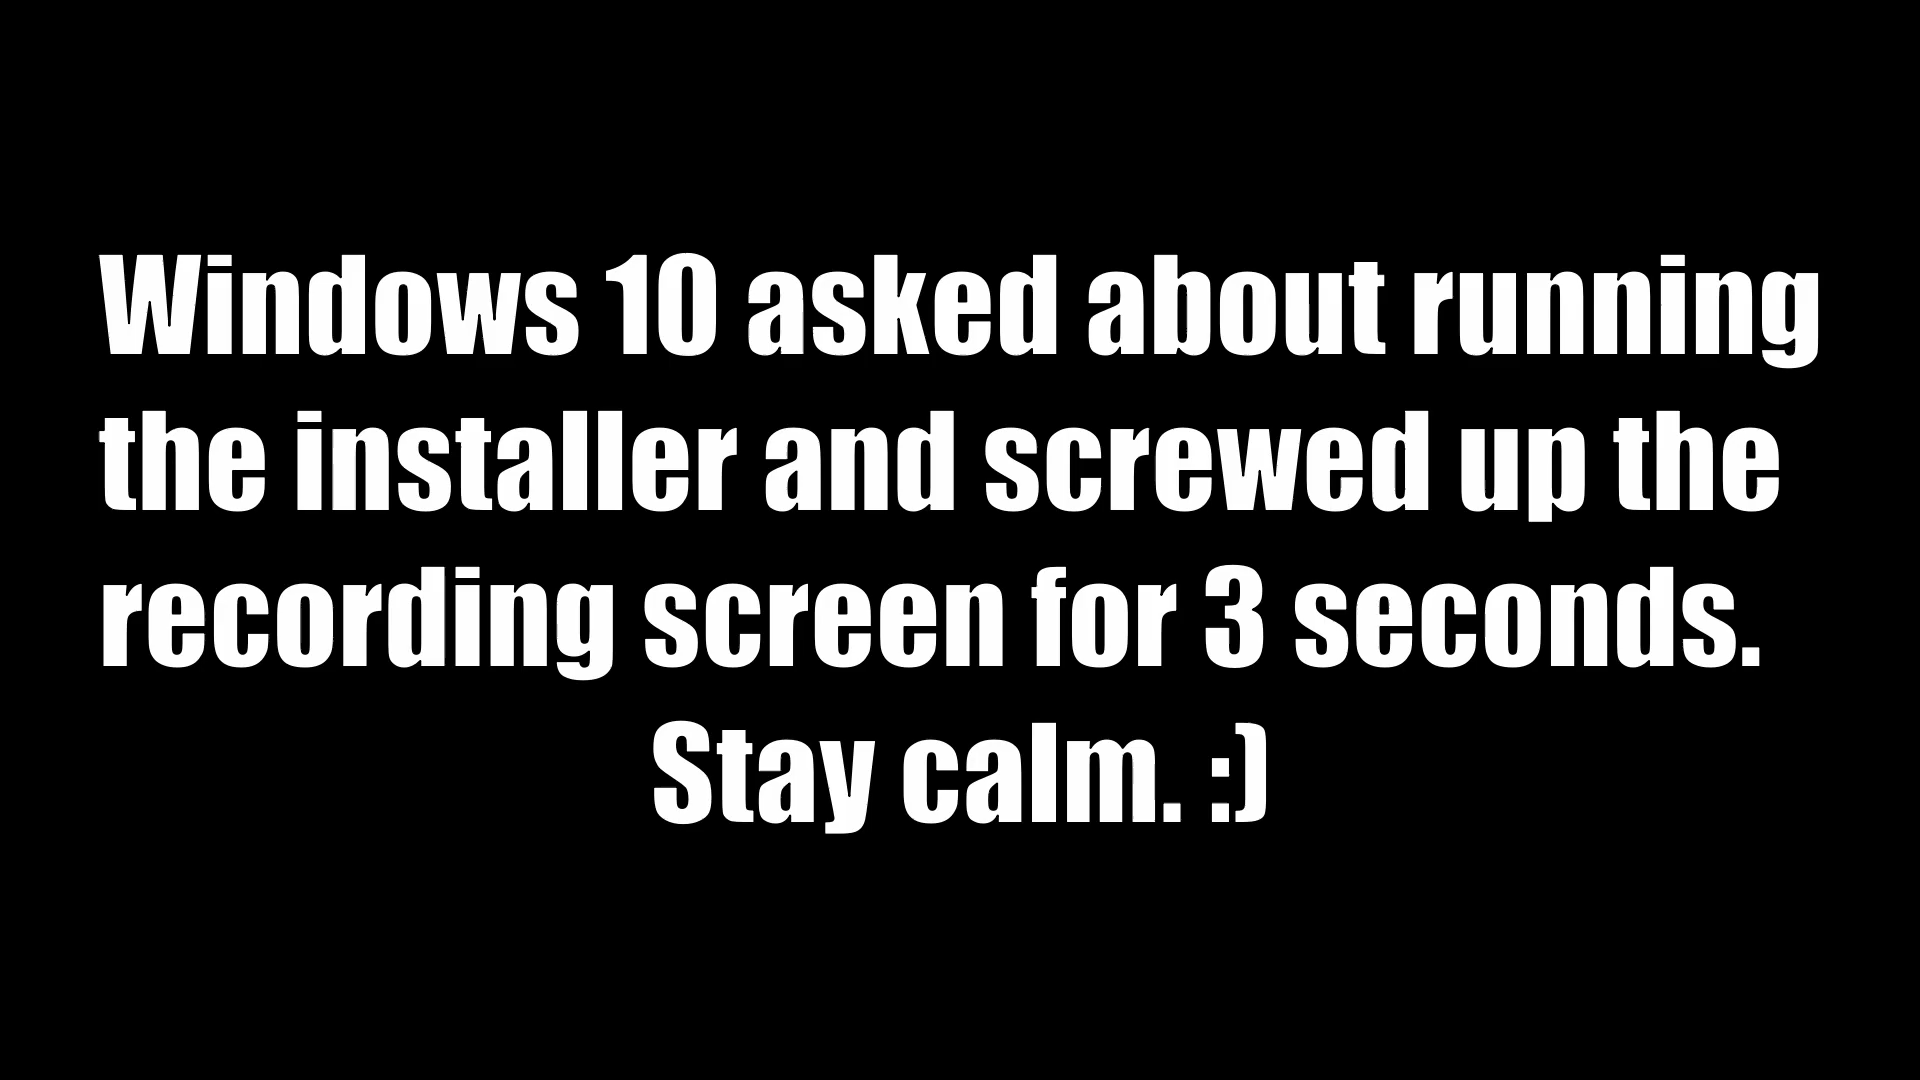 Windows 10 asked about running
the installer and screwed up the
recording screen for 3 seconds.
Stay calm. :)